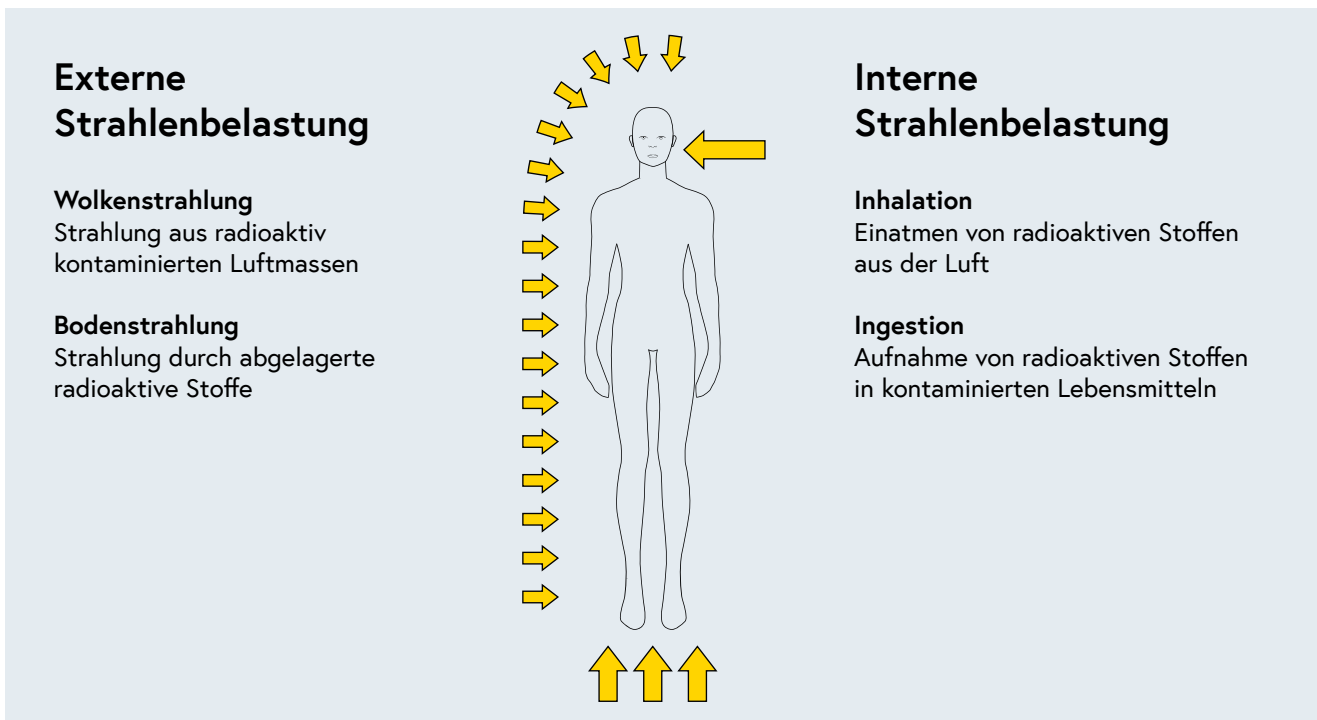 Externe
Strahlenbelastung
Wolkenstrahlung
Strahlung aus radioaktiv
kontaminierten Luftmassen
Bodenstrahlung
Strahlung durch abgelagerte
radioaktive Stoffe
Interne
Strahlenbelastung
Inhalation
Einatmen von radioaktiven Stoffen
aus der Luft
Ingestion
Aufnahme von radioaktiven Stoffen
in kontaminierten Lebensmitteln